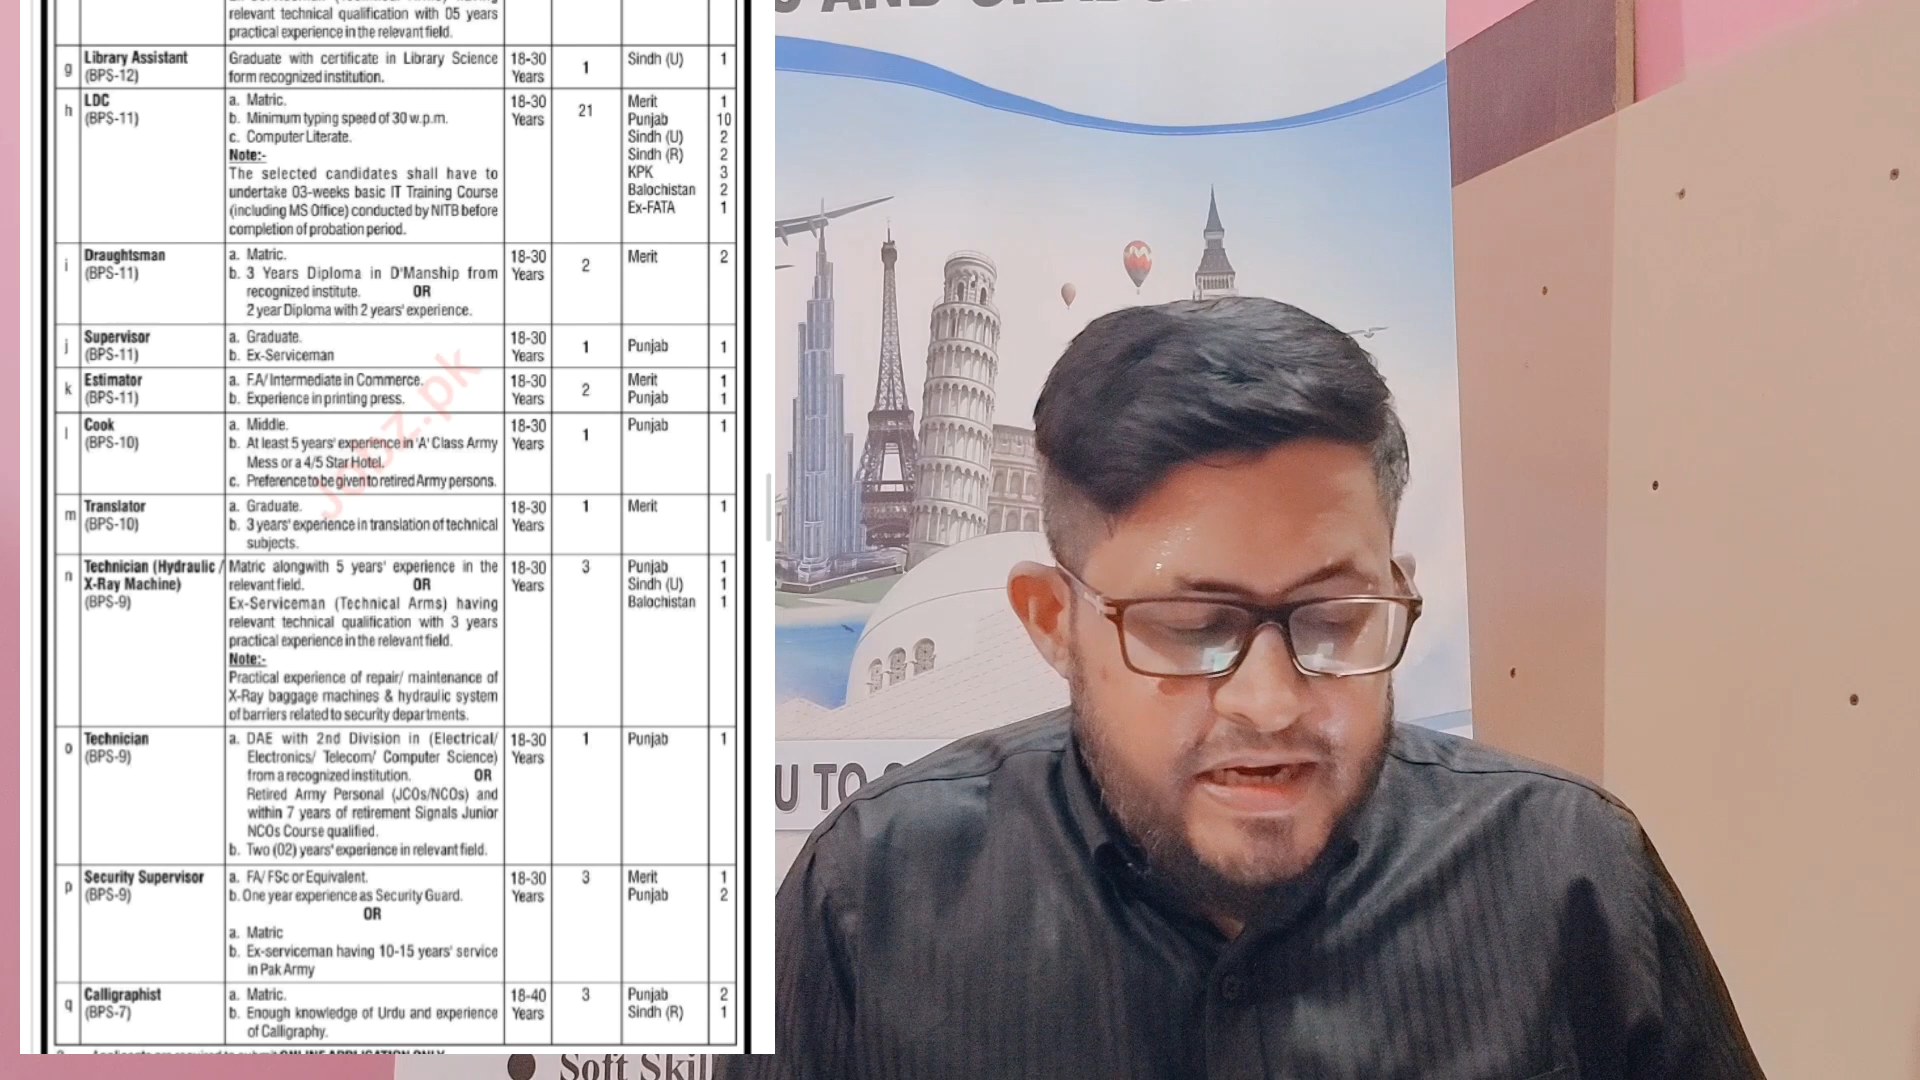 relevant technical qualification with 05 years
practical experience in the relevant field.
g Library Assistant (BPS-12)
Graduate with certificate in Library Science
form recognized institution.
18-30 Years
1
Sindh (U) 1
h LDC (BPS-11)
a. Matric.
b. Minimum typing speed of 30 w.p.m.
c. Computer Literate.
Note:-
The selected candidates shall have to
undertake 03-weeks basic IT Training Course
(including MS Office) conducted by NITB before
completion of probation period.
18-30 Years
21
Merit 1
Punjab 10
Sindh (U) 2
Sindh (R) 2
KPK 3
Balochistan 2
Ex-FATA 1
i Draughtsman (BPS-11)
a. Matric.
b. 3 Years Diploma in D'Manship from
recognized institute. OR
2 year Diploma with 2 years' experience.
18-30 Years
2
Merit 2
j Supervisor (BPS-11)
a. Graduate.
b. Ex-Serviceman
18-30 Years
1
Punjab 1
k Estimator (BPS-11)
a. F.A/ Intermediate in Commerce.
b. Experience in printing press.
18-30 Years
2
Merit 1
Punjab 1
l Cook (BPS-10)
a. Middle.
b. At least 5 years' experience in 'A' Class Army
Mess or a 4/5 Star Hotel.
c. Preference to be given to retired Army persons.
18-30 Years
1
Punjab 1
m Translator (BPS-10)
a. Graduate.
b. 3 years' experience in translation of technical
subjects.
18-30 Years
1
Merit 1
n Technician (Hydraulic / X-Ray Machine) (BPS-9)
Matric alongwith 5 years' experience in the
relevant field. OR
Ex-Serviceman (Technical Arms) having
relevant technical qualification with 3 years
practical experience in the relevant field.
Note:-
Practical experience of repair/ maintenance of
X-Ray baggage machines & hydraulic system
of barriers related to security departments.
18-30 Years
3
Punjab 1
Sindh (U) 1
Balochistan 1
o Technician (BPS-9)
a. DAE with 2nd Division in (Electrical/
Electronics/ Telecom/ Computer Science)
from a recognized institution. OR
Retired Army Personal (JCOs/NCOs) and
within 7 years of retirement Signals Junior
NCOs Course qualified.
b. Two (02) years' experience in relevant field.
18-30 Years
1
Punjab 1
p Security Supervisor (BPS-9)
a. FA/ FSc or Equivalent.
b. One year experience as Security Guard.
OR
a. Matric
b. Ex-serviceman having 10-15 years' service
in Pak Army
18-30 Years
3
Merit 1
Punjab 2
q Calligraphist (BPS-7)
a. Matric.
b. Enough knowledge of Urdu and experience
of Calligraphy.
18-40 Years
3
Punjab 2
Sindh (R) 1
Jobz.pk
AND
U TO
• Soft Skil